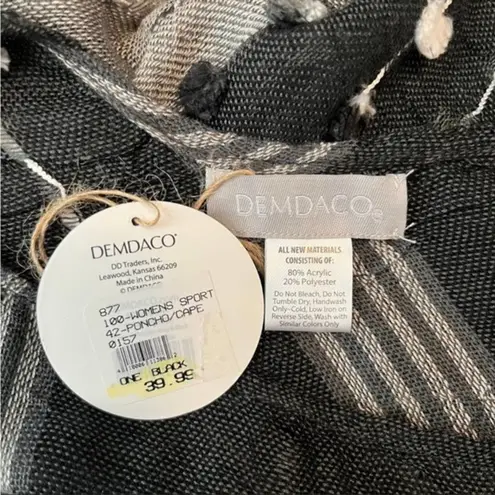 DEMDACO®
DD Traders, Inc.
Leawood, Kansas 66209
Made in China
© DEMDACO
877
100-WOMENS SPORT
42-PONCHO/CAPE
0157
ONE BLACK
39.99
DEMDACO®
ALL NEW MATERIALS
CONSISTING OF:
80% Acrylic
20% Polyester
Do Not Bleach, Do Not
Tumble Dry, Handwash
Only-Cold, Low Iron on
Reverse Side, Wash with
Similar Colors Only